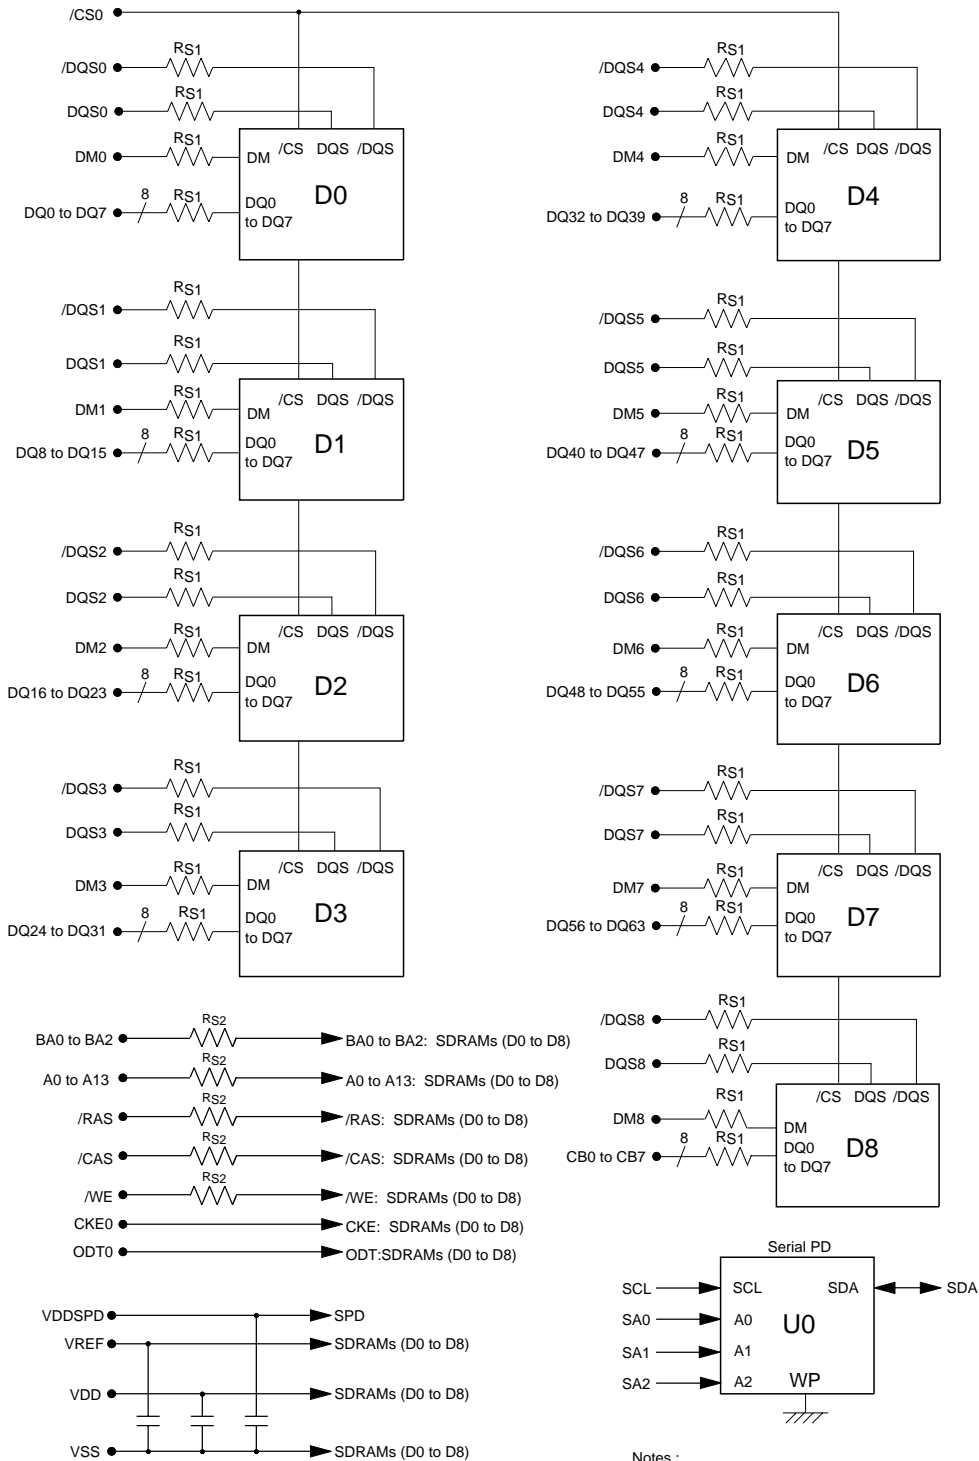 /CS0
/DQS0 RS1
DQS0 RS1
DM0 RS1
DQ0 to DQ7 8 RS1
/CS DQS /DQS
DM
DQ0
to DQ7
D0
/DQS1 RS1
DQS1 RS1
DM1 RS1
DQ8 to DQ15 8 RS1
/CS DQS /DQS
DM
DQ0
to DQ7
D1
/DQS2 RS1
DQS2 RS1
DM2 RS1
DQ16 to DQ23 8 RS1
/CS DQS /DQS
DM
DQ0
to DQ7
D2
/DQS3 RS1
DQS3 RS1
DM3 RS1
DQ24 to DQ31 8 RS1
/CS DQS /DQS
DM
DQ0
to DQ7
D3
/DQS4 RS1
DQS4 RS1
DM4 RS1
DQ32 to DQ39 8 RS1
/CS DQS /DQS
DM
DQ0
to DQ7
D4
/DQS5 RS1
DQS5 RS1
DM5 RS1
DQ40 to DQ47 8 RS1
/CS DQS /DQS
DM
DQ0
to DQ7
D5
/DQS6 RS1
DQS6 RS1
DM6 RS1
DQ48 to DQ55 8 RS1
/CS DQS /DQS
DM
DQ0
to DQ7
D6
/DQS7 RS1
DQS7 RS1
DM7 RS1
DQ56 to DQ63 8 RS1
/CS DQS /DQS
DM
DQ0
to DQ7
D7
/DQS8 RS1
DQS8 RS1
DM8 RS1
CB0 to CB7 8 RS1
/CS DQS /DQS
DM
DQ0
to DQ7
D8
BA0 to BA2 RS2 BA0 to BA2: SDRAMs (D0 to D8)
A0 to A13 RS2 A0 to A13: SDRAMs (D0 to D8)
/RAS RS2 /RAS: SDRAMs (D0 to D8)
/CAS RS2 /CAS: SDRAMs (D0 to D8)
/WE RS2 /WE: SDRAMs (D0 to D8)
CKE0 CKE: SDRAMs (D0 to D8)
ODT0 ODT:SDRAMs (D0 to D8)
VDDSPD SPD
VREF SDRAMs (D0 to D8)
VDD SDRAMs (D0 to D8)
VSS SDRAMs (D0 to D8)
Serial PD
SCL SCL SDA SDA
SA0 A0
U0
SA1 A1
SA2 A2 WP
Notes :